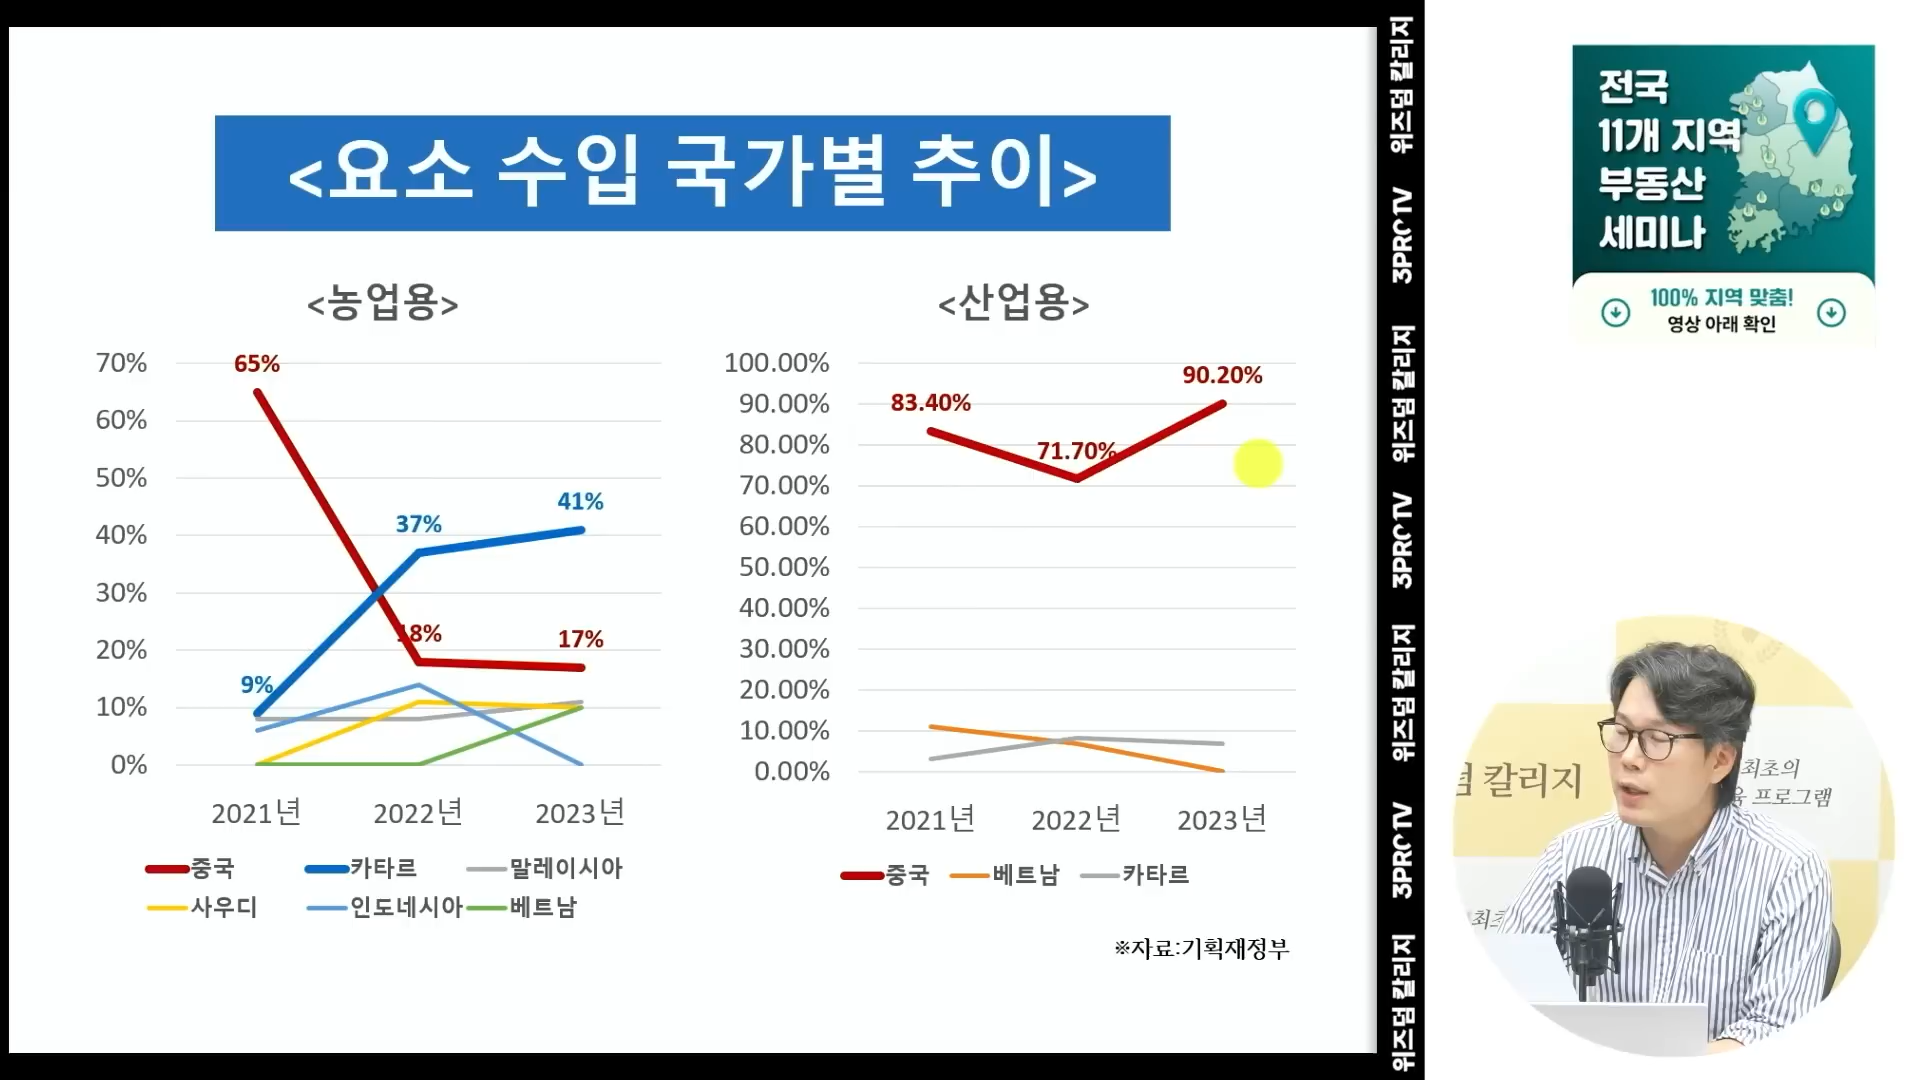 <요소 수입 국가별 추이>
<농업용>
70%
60%
50%
40%
30%
20%
10%
0%
65%
37%
41%
18%
17%
9%
2021년 2022년 2023년
중국 카타르 말레이시아
사우디 인도네시아 베트남
<산업용>
100.00%
90.00%
80.00%
70.00%
60.00%
50.00%
40.00%
30.00%
20.00%
10.00%
0.00%
83.40%
71.70%
90.20%
2021년 2022년 2023년
중국 베트남 카타르
※자료:기획재정부
위즈덤 칼리지
3PROTV
위즈덤 칼리지
3PROTV
위즈덤 칼리지
3PROTV
위즈덤 칼리지
전국
11개 지역
부동산
세미나
100% 지역 맞춤!
영상 아래 확인
칼리지
최초의
프로그램